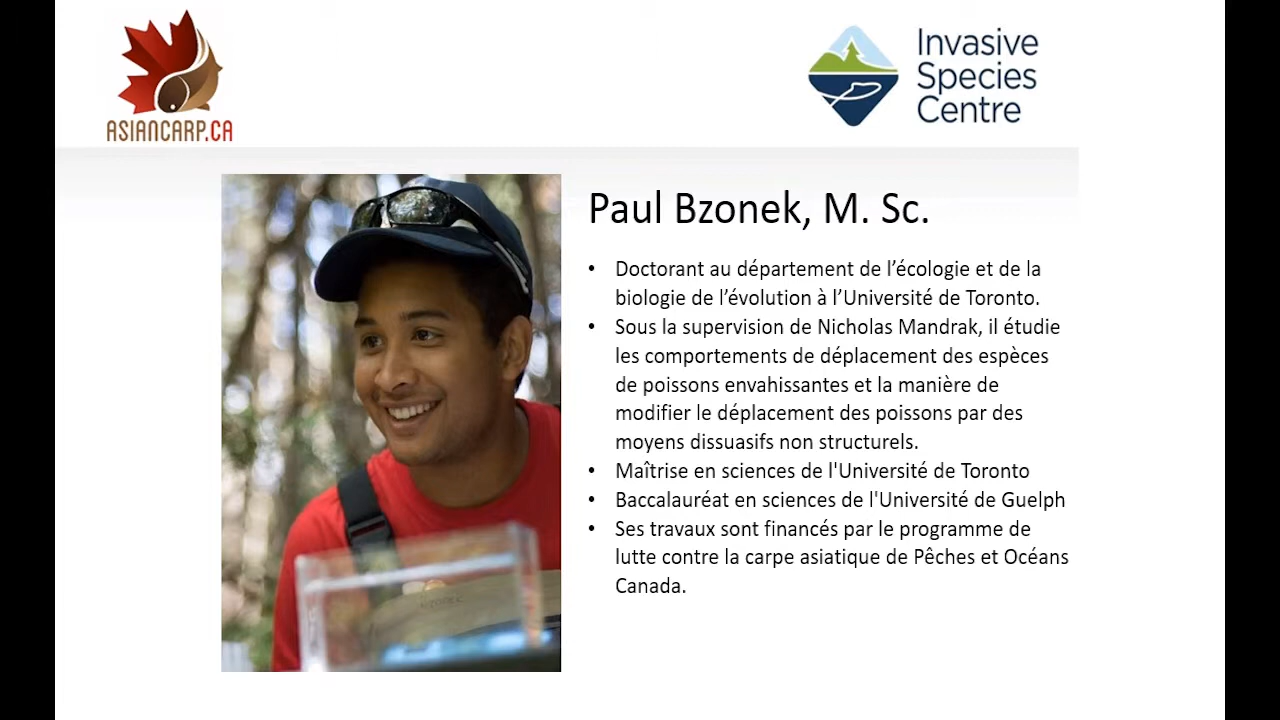 ASIANCARP.CA
Invasive
Species
Centre
Paul Bzonek, M. Sc.
• Doctorant au département de l’écologie et de la
biologie de l’évolution à l’Université de Toronto.
• Sous la supervision de Nicholas Mandrak, il étudie
les comportements de déplacement des espèces
de poissons envahissantes et la manière de
modifier le déplacement des poissons par des
moyens dissuasifs non structurels.
• Maîtrise en sciences de l'Université de Toronto
• Baccalauréat en sciences de l'Université de Guelph
• Ses travaux sont financés par le programme de
lutte contre la carpe asiatique de Pêches et Océans
Canada.